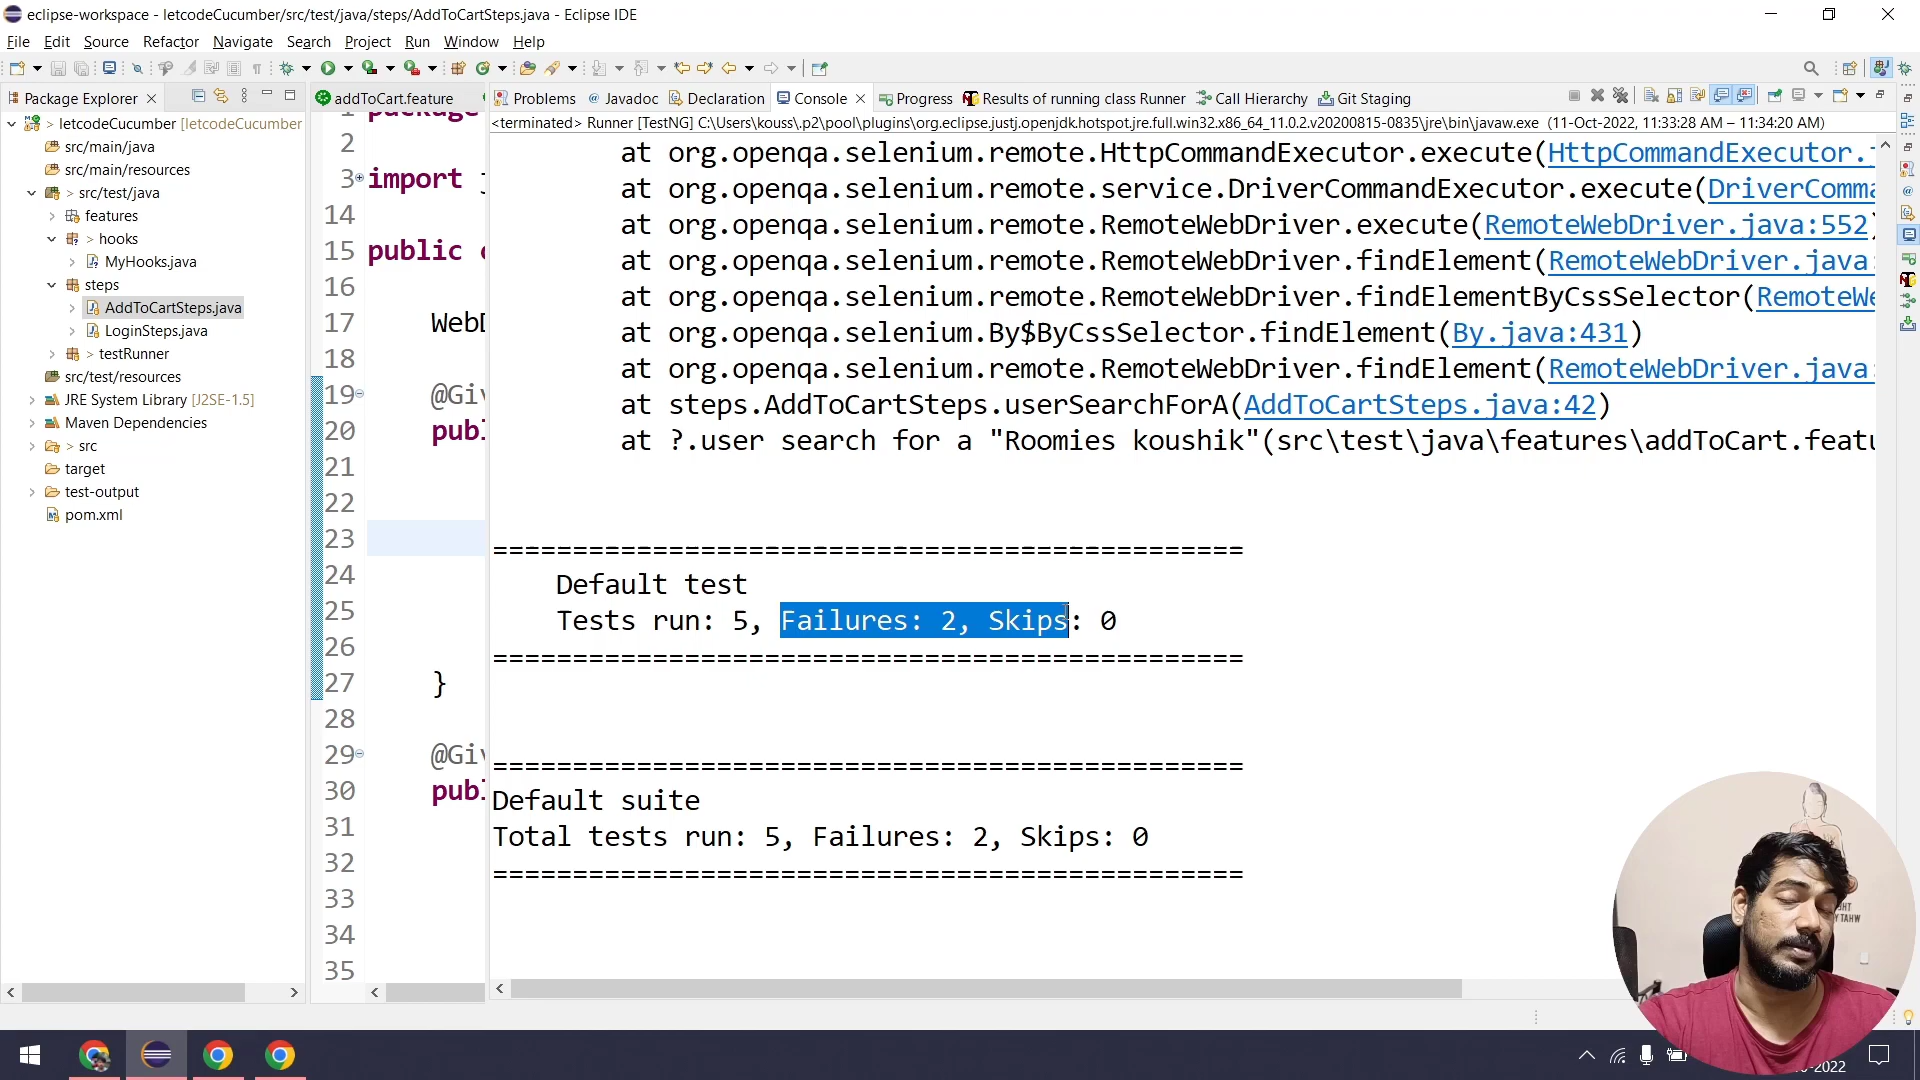 eclipse-workspace - letcodeCucumber/src/test/java/steps/AddToCartSteps.java - Eclipse IDE
File Edit Source Refactor Navigate Search Project Run Window Help
Package Explorer
addToCart.feature
Problems Javadoc Declaration Console Progress Results of running class Runner Call Hierarchy Git Staging
<terminated> Runner [TestNG] C:\Users\kouss\.p2\pool\plugins\org.eclipse.justj.openjdk.hotspot.jre.full.win32.x86_64_11.0.2.v20200815-0835\jre\bin\javaw.exe (11-Oct-2022, 11:33:28 AM – 11:34:20 AM)
> letcodeCucumber [letcodeCucumber
src/main/java
src/main/resources
> src/test/java
features
> hooks
MyHooks.java
steps
AddToCartSteps.java
LoginSteps.java
> testRunner
src/test/resources
JRE System Library [J2SE-1.5]
Maven Dependencies
> src
target
test-output
pom.xml
1 package
2
3 import j
14
15 public c
16
17 WebD
18
19 @Giv
20 publ
21
22
23
24
25
26
27 }
28
29 @Giv
30 publ
31
32
33
34
35
at org.openqa.selenium.remote.HttpCommandExecutor.execute(HttpCommandExecutor.
at org.openqa.selenium.remote.service.DriverCommandExecutor.execute(DriverComma
at org.openqa.selenium.remote.RemoteWebDriver.execute(RemoteWebDriver.java:552)
at org.openqa.selenium.remote.RemoteWebDriver.findElement(RemoteWebDriver.java:
at org.openqa.selenium.remote.RemoteWebDriver.findElementByCssSelector(RemoteWe
at org.openqa.selenium.By$ByCssSelector.findElement(By.java:431)
at org.openqa.selenium.remote.RemoteWebDriver.findElement(RemoteWebDriver.java:
at steps.AddToCartSteps.userSearchForA(AddToCartSteps.java:42)
at ?.user search for a "Roomies koushik"(src\test\java\features\addToCart.featu
===============================================
Default test
Tests run: 5, Failures: 2, Skips: 0
===============================================
===============================================
Default suite
Total tests run: 5, Failures: 2, Skips: 0
===============================================
-2022